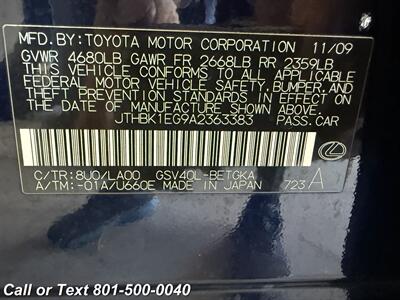 MFD.BY: TOYOTA MOTOR CORPORATION 11/09
GVWR 4680LB GAWR FR 2668LB RR 2359LB
THIS VEHICLE CONFORMS TO ALL APPLICABLE
FEDERAL MOTOR VEHICLE SAFETY, BUMPER, AND
THEFT PREVENTION STANDARDS IN EFFECT ON
THE DATE OF MANUFACTURE SHOWN ABOVE.
JTHBK1EG9A2363383 PASS.CAR
C/TR: 8U0/LA00 GSV40L-BETGKA
A/TM: -01A/U660E MADE IN JAPAN 723 A
Call or Text 801-500-0040